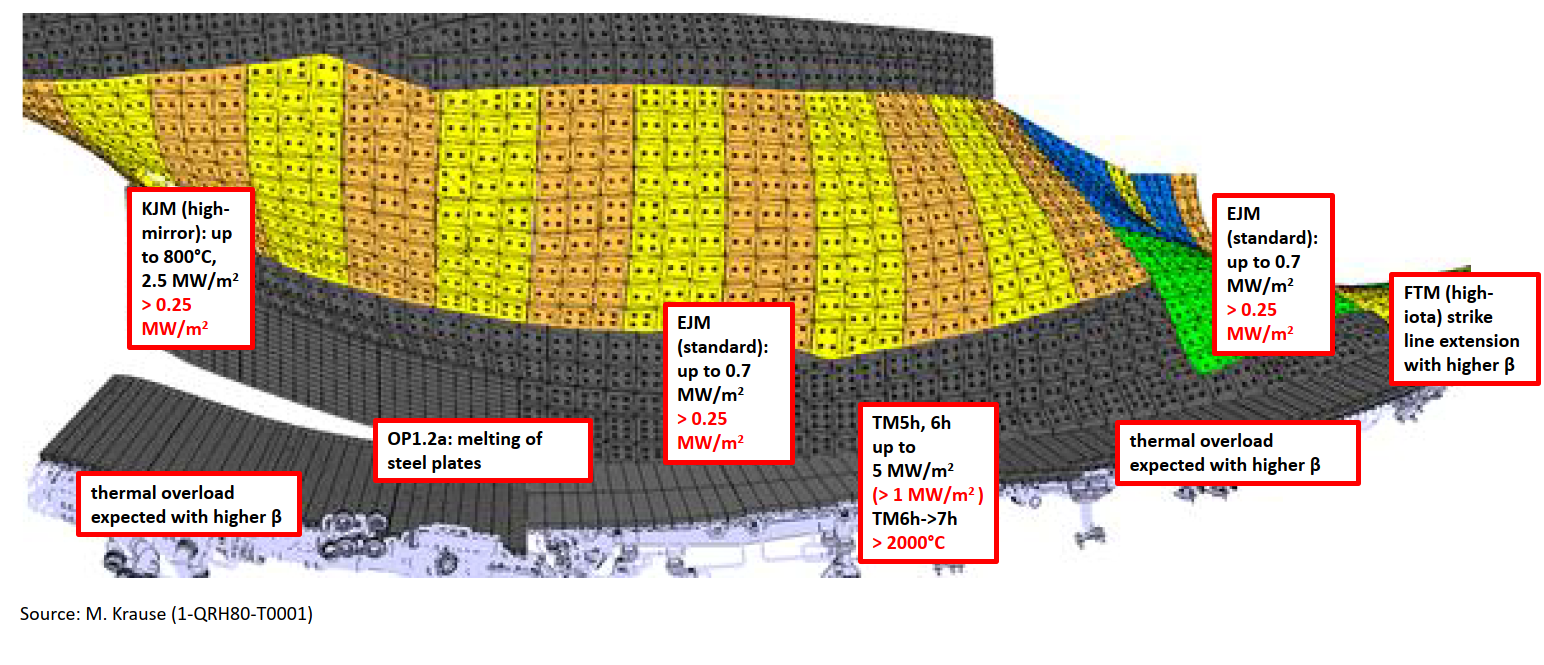 KJM (high-
mirror): up
to 800°C,
2.5 MW/m²
> 0.25
MW/m²
EJM
(standard):
up to 0.7
MW/m²
> 0.25
MW/m²
FTM (high-
iota) strike
line extension
with higher β
EJM
(standard):
up to 0.7
MW/m²
> 0.25
MW/m²
TM5h, 6h
up to
5 MW/m²
(> 1 MW/m² )
TM6h->7h
> 2000°C
OP1.2a: melting of
steel plates
thermal overload
expected with higher β
thermal overload
expected with higher β
Source: M. Krause (1-QRH80-T0001)